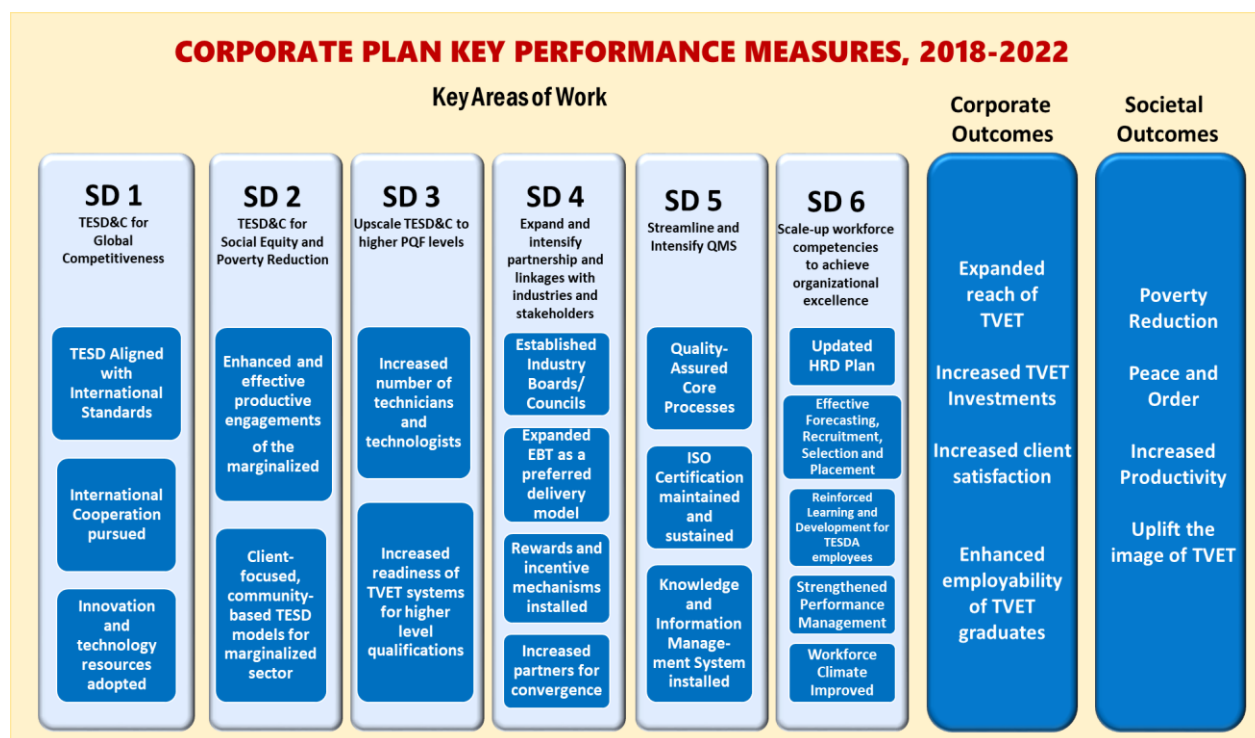 CORPORATE PLAN KEY PERFORMANCE MEASURES, 2018-2022
Key Areas of Work
Corporate
Outcomes
Societal
Outcomes
SD 1
TESD&C for
Global
Competitiveness
TESD Aligned
with
International
Standards
International
Cooperation
pursued
Innovation
and
technology
resources
adopted
SD 2
TESD&C for
Social Equity and
Poverty Reduction
Enhanced and
effective
productive
engagements
of the
marginalized
Client-
focused,
community-
based TESD
models for
marginalized
sector
SD 3
Upscale TESD&C to
higher PQF levels
Increased
number of
technicians
and
technologists
Increased
readiness of
TVET systems
for higher
level
qualifications
SD 4
Expand and
intensify
partnership and
linkages with
industries and
stakeholders
Established
Industry
Boards/
Councils
Expanded
EBT as a
preferred
delivery
model
Rewards and
incentive
mechanisms
installed
Increased
partners for
convergence
SD 5
Streamline and
Intensify QMS
Quality-
Assured
Core
Processes
ISO
Certification
maintained
and
sustained
Knowledge
and
Information
Manage-
ment System
installed
SD 6
Scale-up workforce
competencies
to achieve
organizational
excellence
Updated
HRD Plan
Effective
Forecasting,
Recruitment,
Selection and
Placement
Reinforced
Learning and
Development for
TESDA
employees
Strengthened
Performance
Management
Workforce
Climate
Improved
Expanded
reach of
TVET
Increased TVET
Investments
Increased client
satisfaction
Enhanced
employability
of TVET
graduates
Poverty
Reduction
Peace and
Order
Increased
Productivity
Uplift the
image of TVET